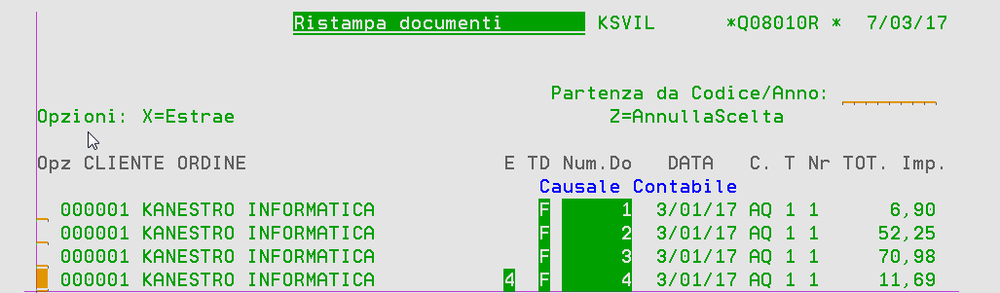 Ristampa documenti KSVIL *Q08010R * 7/03/17
Partenza da Codice/Anno:
Opzioni: X=Estrae Z=AnnullaScelta
Opz CLIENTE ORDINE E TD Num.Do DATA C. T Nr TOT. Imp.
Causale Contabile
000001 KANESTRO INFORMATICA F 1 3/01/17 AQ 1 1 6,90
000001 KANESTRO INFORMATICA F 2 3/01/17 AQ 1 1 52,25
000001 KANESTRO INFORMATICA F 3 3/01/17 AQ 1 1 70,98
000001 KANESTRO INFORMATICA 4 F 4 3/01/17 AQ 1 1 11,69